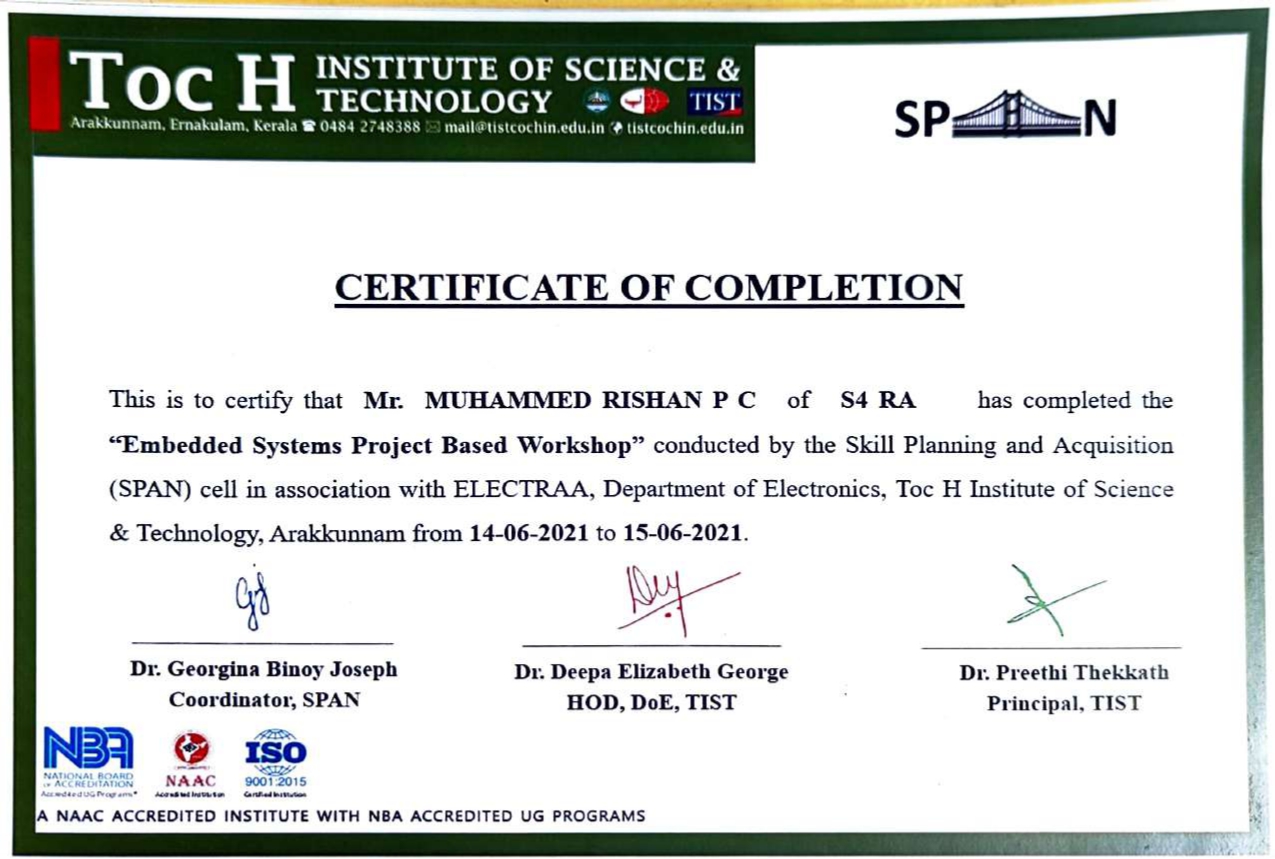 Toc H INSTITUTE OF SCIENCE &
TECHNOLOGY TIST
Arakkunnam, Ernakulam, Kerala ☎ 0484 2748388 ✉ mail@tistcochin.edu.in tistcochin.edu.in
SPAN
CERTIFICATE OF COMPLETION
This is to certify that Mr. MUHAMMED RISHAN P C of S4 RA has completed the
“Embedded Systems Project Based Workshop” conducted by the Skill Planning and Acquisition
(SPAN) cell in association with ELECTRAA, Department of Electronics, Toc H Institute of Science
& Technology, Arakkunnam from 14-06-2021 to 15-06-2021.
Dr. Georgina Binoy Joseph
Coordinator, SPAN
Dr. Deepa Elizabeth George
HOD, DoE, TIST
Dr. Preethi Thekkath
Principal, TIST
NBA
NATIONAL BOARD
OF ACCREDITATION
Accredited UG Programs*
NAAC
Accredited Institution
ISO
9001:2015
Certified Institution
A NAAC ACCREDITED INSTITUTE WITH NBA ACCREDITED UG PROGRAMS